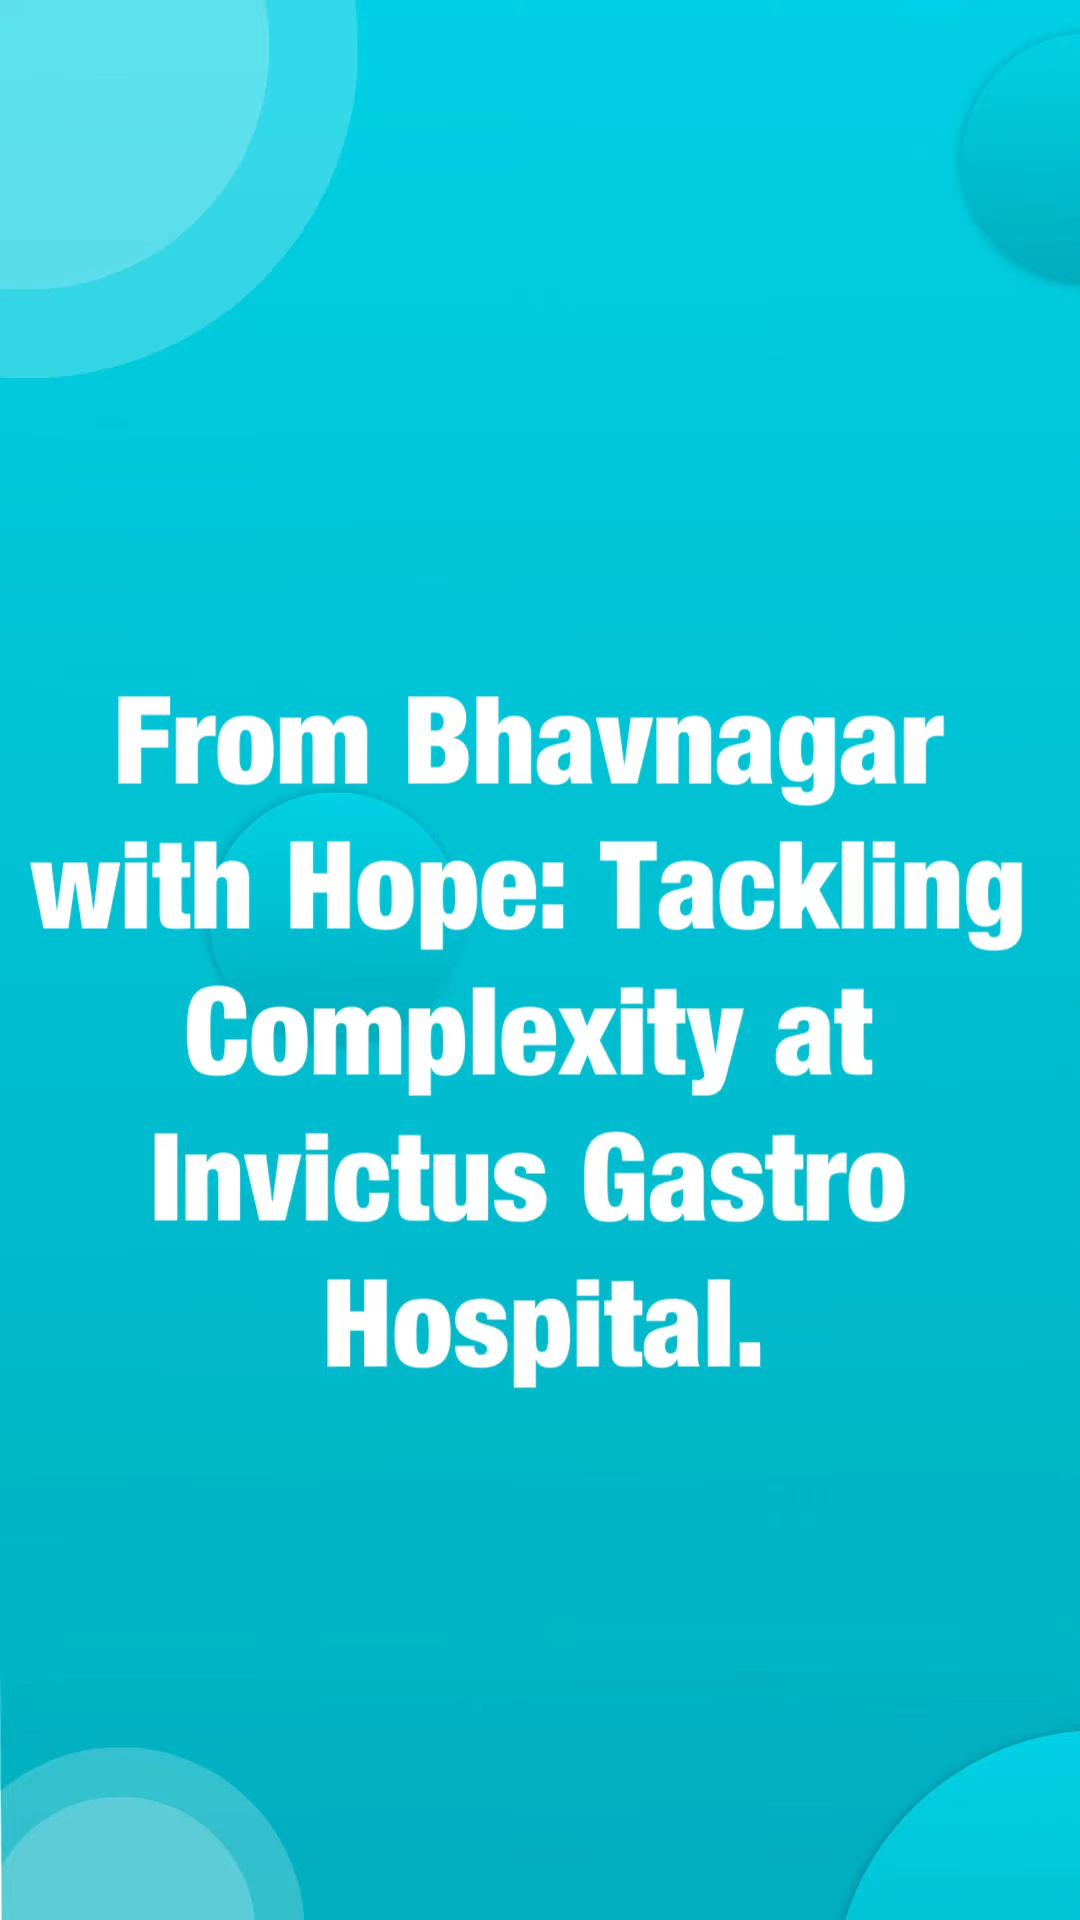 From Bhavnagar
with Hope: Tackling
Complexity at
Invictus Gastro
Hospital.